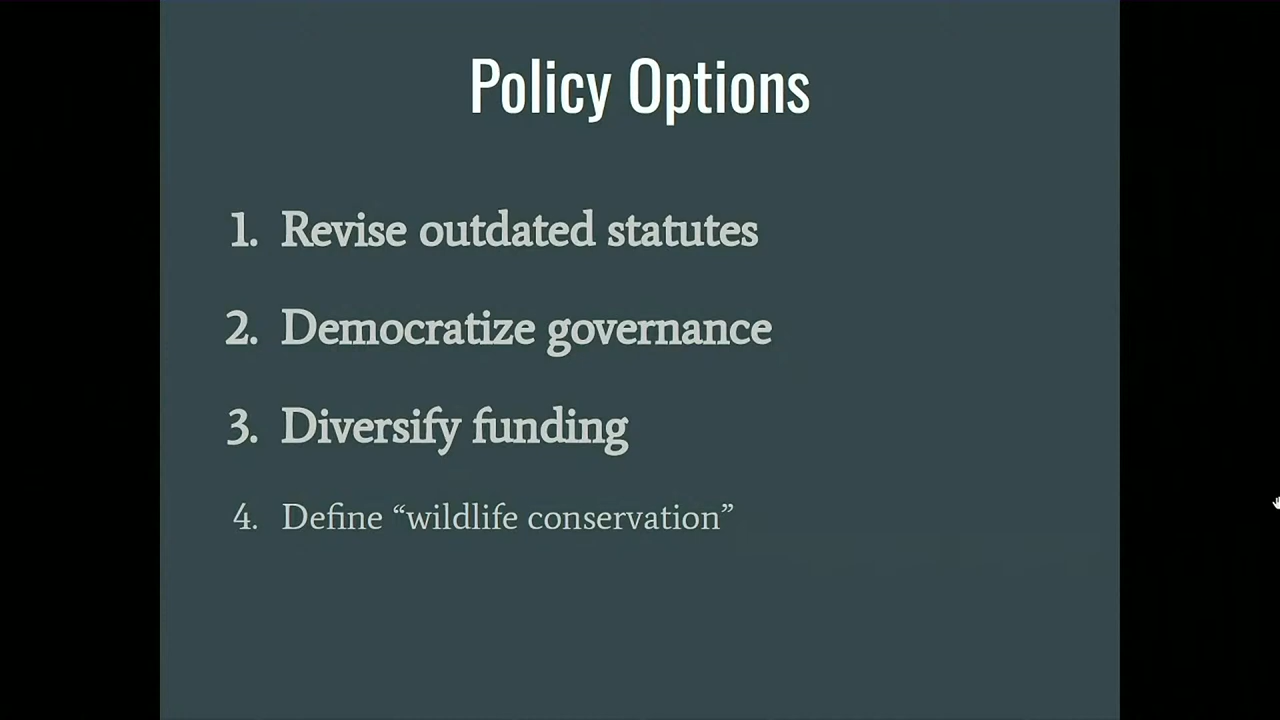 Policy Options
1. Revise outdated statutes
2. Democratize governance
3. Diversify funding
4. Define “wildlife conservation”